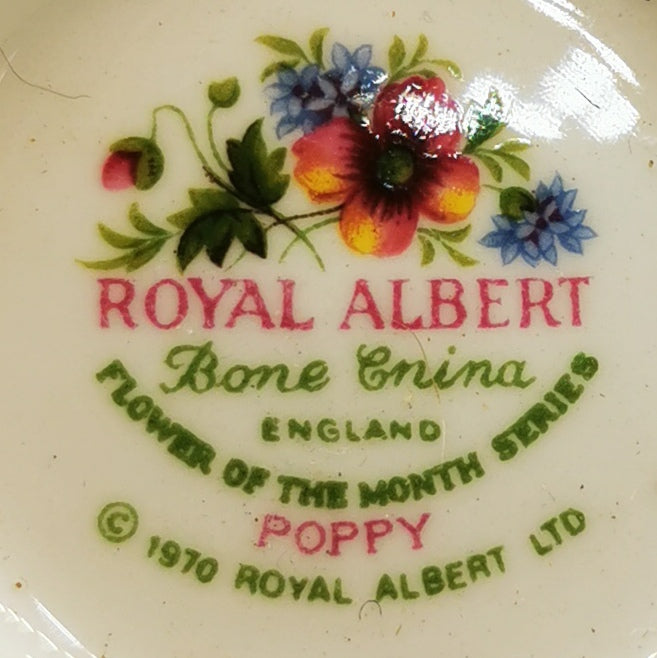 ROYAL ALBERT
Bone China
ENGLAND
FLOWER OF THE MONTH SERIES
POPPY
© 1970 ROYAL ALBERT LTD